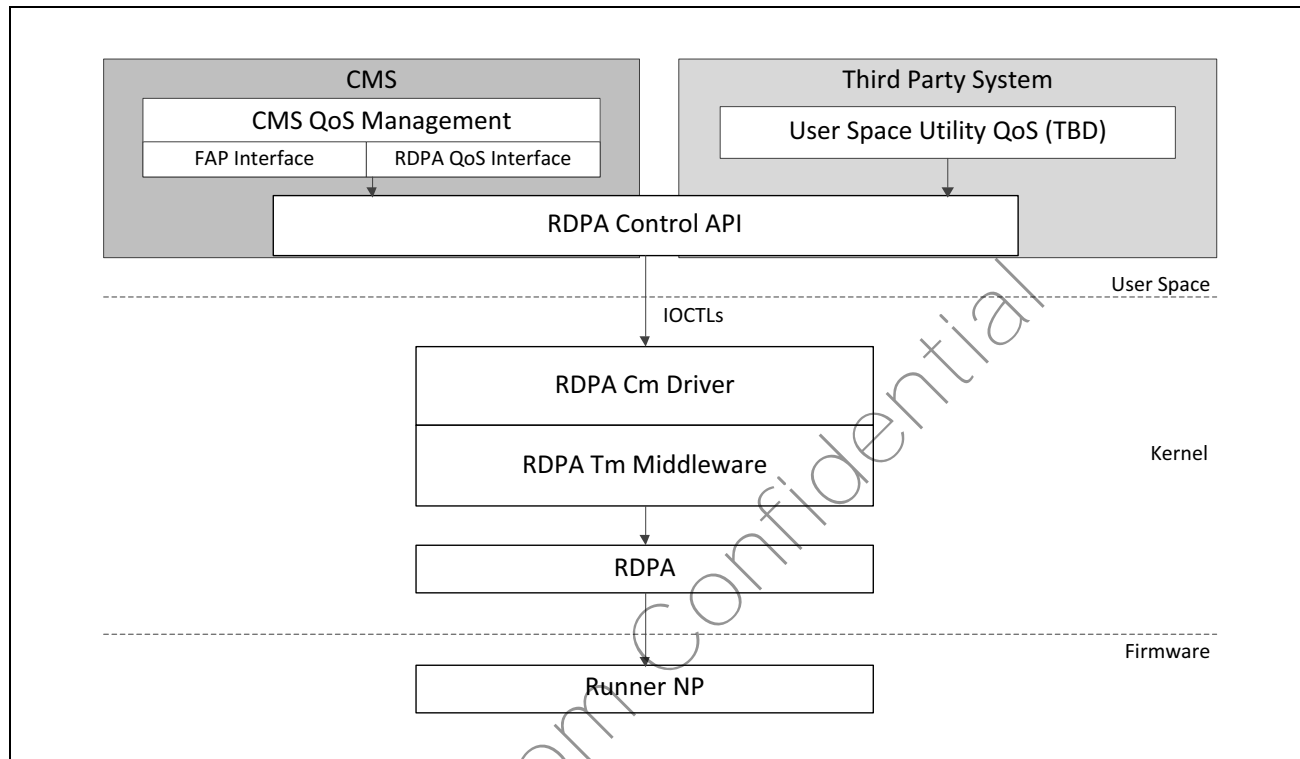 CMS
Third Party System
CMS QoS Management
User Space Utility QoS (TBD)
FAP Interface
RDPA QoS Interface
RDPA Control API
User Space
IOCTLs
RDPA Cm Driver
RDPA Tm Middleware
Kernel
RDPA
Firmware
Runner NP
Confidential